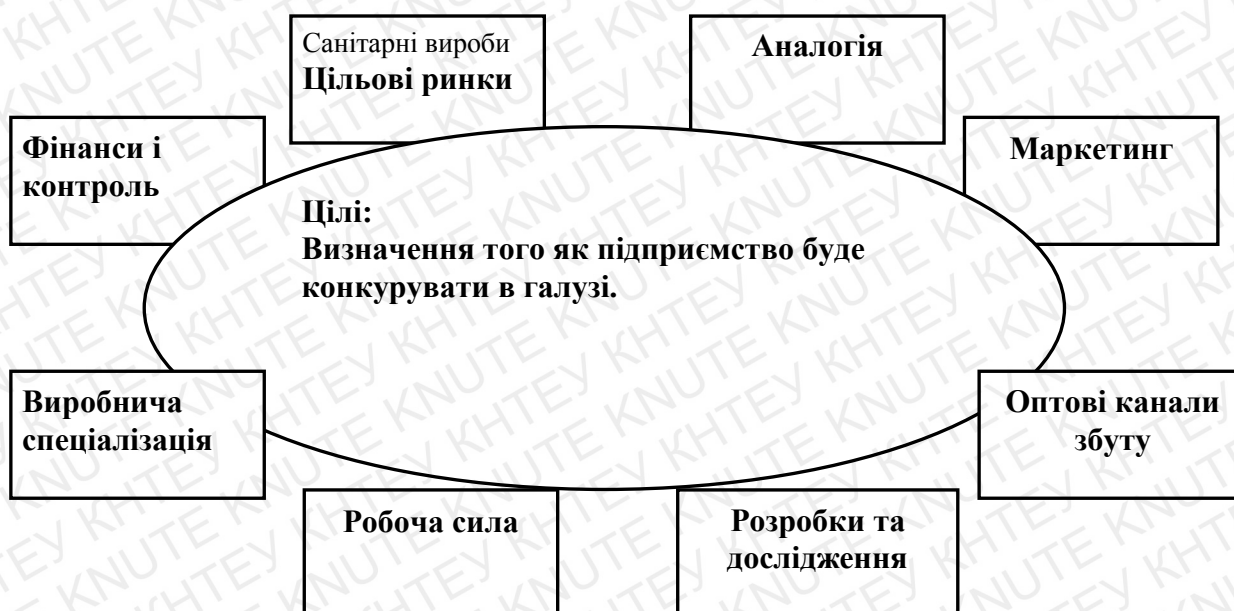 Санітарні вироби
Цільові ринки
Аналогія
Фінанси і
контроль
Маркетинг
Цілі:
Визначення того як підприємство буде
конкурувати в галузі.
Виробнича
спеціалізація
Оптові канали
збуту
Робоча сила
Розробки та
дослідження